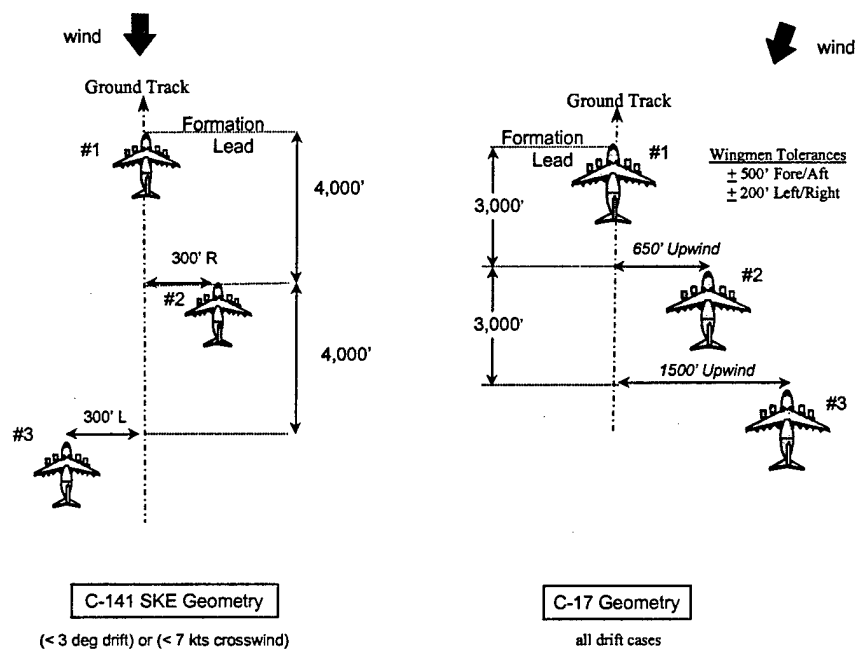 wind
Ground Track
Formation
Lead
#1
4,000'
300' R
#2
4,000'
300' L
#3
C-141 SKE Geometry
(< 3 deg drift) or (< 7 kts crosswind)
wind
Ground Track
Formation
Lead
#1
Wingmen Tolerances
± 500' Fore/Aft
± 200' Left/Right
3,000'
650' Upwind
#2
3,000'
1500' Upwind
#3
C-17 Geometry
all drift cases